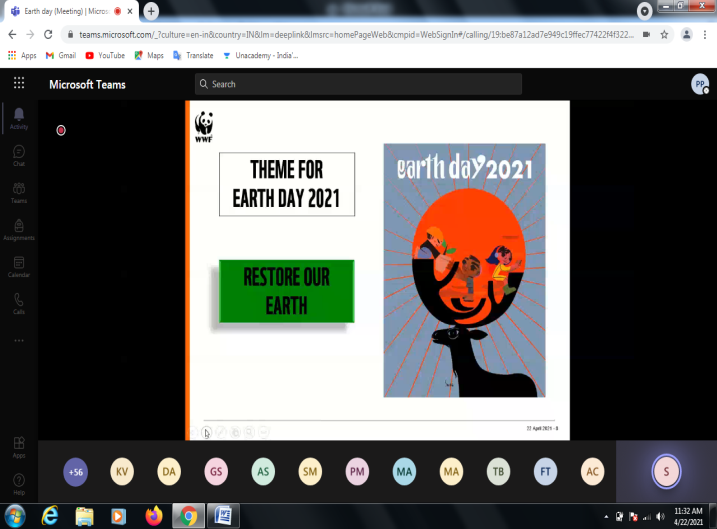 Earth day (Meeting) | Micros
teams.microsoft.com/_?culture=en-in&country=IN&lm=deeplink&lmsrc=homePageWeb&cmpid=WebSignIn#/calling/19:be87a12ad7e949c19ffec77422f4f322...
Apps
Gmail
YouTube
Maps
Translate
Unacademy - India'...
Microsoft Teams
Search
PP
Activity
Chat
Teams
Assignments
Calendar
Calls
Apps
Help
WWF
THEME FOR
EARTH DAY 2021
RESTORE OUR
EARTH
earth day 2021
22 April 2021 - 8
+56
KV
DA
GS
AS
SM
PM
MA
MA
TB
FT
AC
S
11:32 AM
4/22/2021